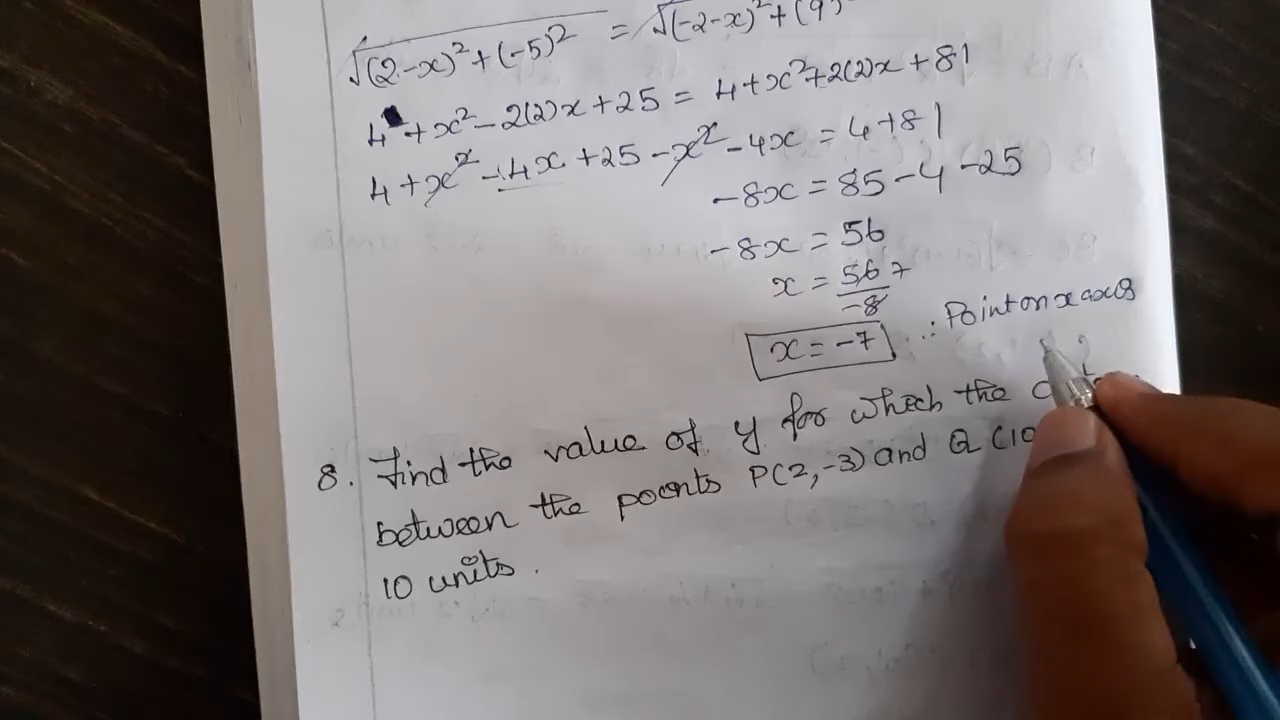 √(2-x)²+(-5)² = √(-2-x)²+(9)
4+x²-2(2)x+25 = 4+x²+2(2)x+81
4+x²-4x+25-x²-4x = 4+81
-8x = 85-4-25
-8x = 56
x = 56/-8 7
x = -7 ∴ Point on x axis
8. Find the value of y for which the
between the points P(2,-3) and Q(10
10 units.